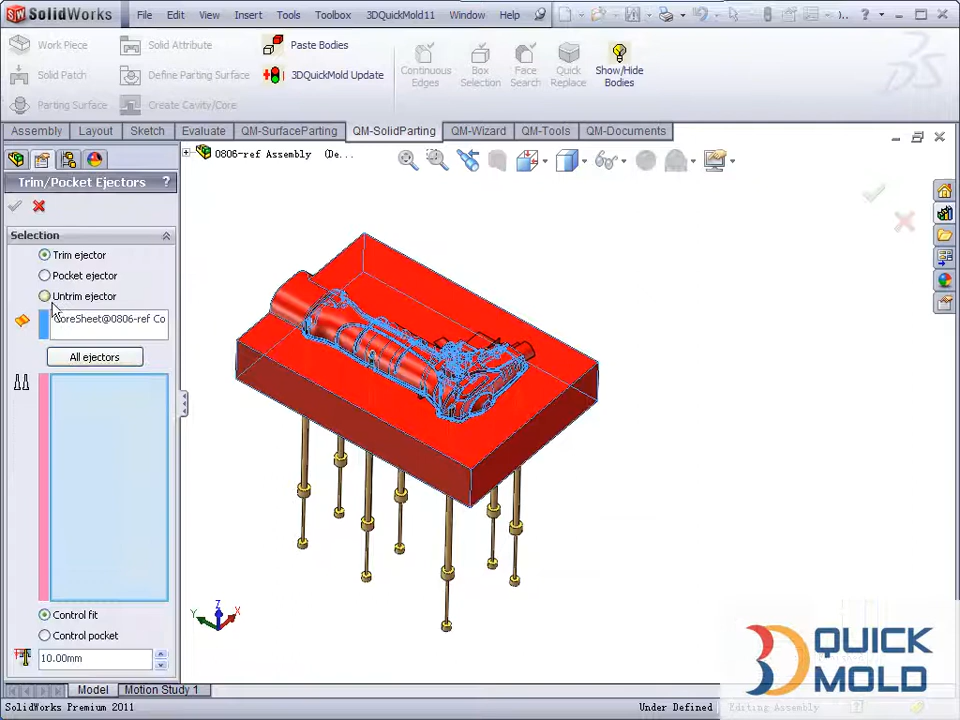 SolidWorks File Edit View Insert Tools Toolbox 3DQuickMold11 Window Help
Work Piece Solid Attribute Paste Bodies
Solid Patch Define Parting Surface 3DQuickMold Update
Parting Surface Create Cavity/Core
Continuous Edges Box Selection Face Search Quick Replace Show/Hide Bodies
Assembly Layout Sketch Evaluate QM-SurfaceParting QM-SolidParting QM-Wizard QM-Tools QM-Documents
0806-ref Assembly (De...
Trim/Pocket Ejectors ?
Selection
Trim ejector
Pocket ejector
Untrim ejector
CoreSheet@0806-ref Co
All ejectors
Control fit
Control pocket
10.00mm
Z
Y X
3D QUICK
MOLD
Model Motion Study 1
SolidWorks Premium 2011 Under Defined Editing Assembly